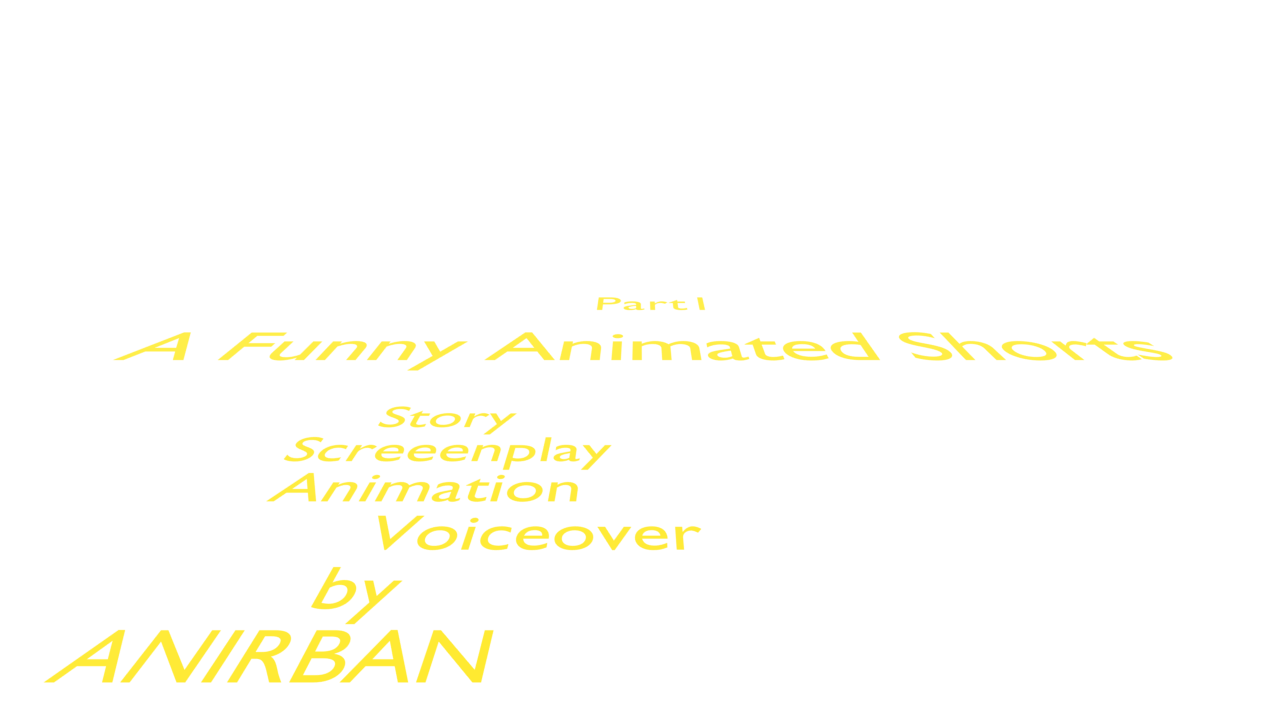 Part I
A Funny Animated Shorts
Story
Screeenplay
Animation
Voiceover
by
ANIRBAN